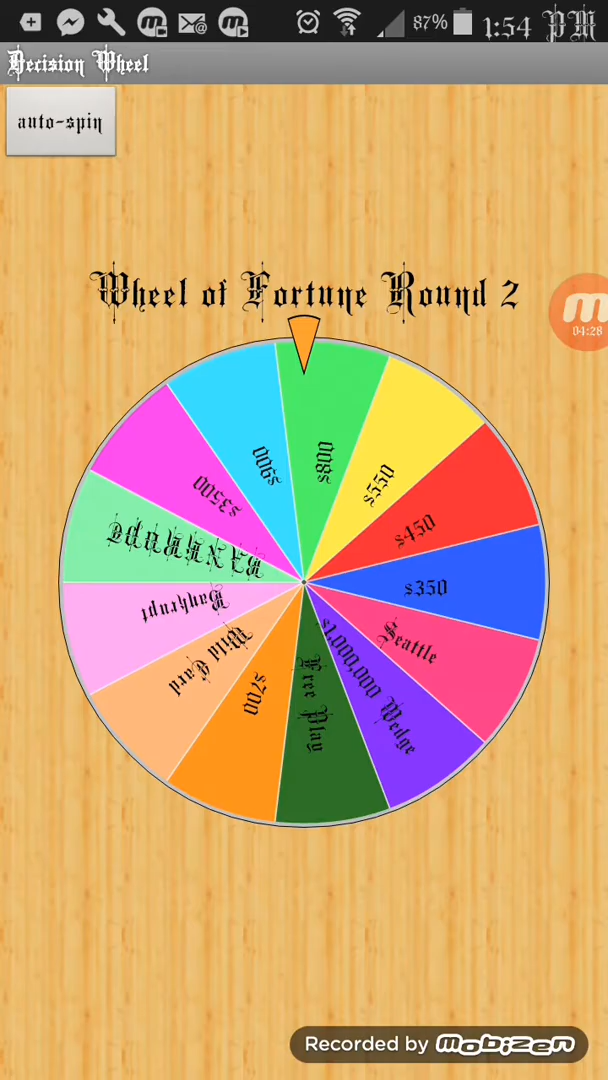 87% 1:54 PM
Decision Wheel
auto-spin
Wheel of Fortune Round 2
04:28
$800
$550
$450
$350
Seattle
$1,000,000 Wedge
Free Play
$700
Wild Card
Bankrupt
$3500
$900
Recorded by mobizen